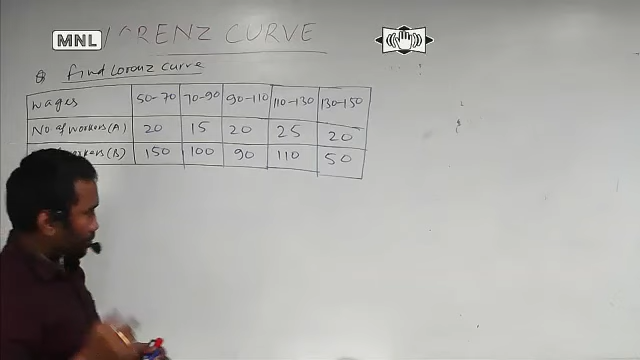 MNL
LORENZ CURVE
Q Find Lorenz curve
Wages 50-70 70-90 90-110 110-130 130-150
No of workers (A) 20 15 20 25 20
(B) 150 100 90 110 50